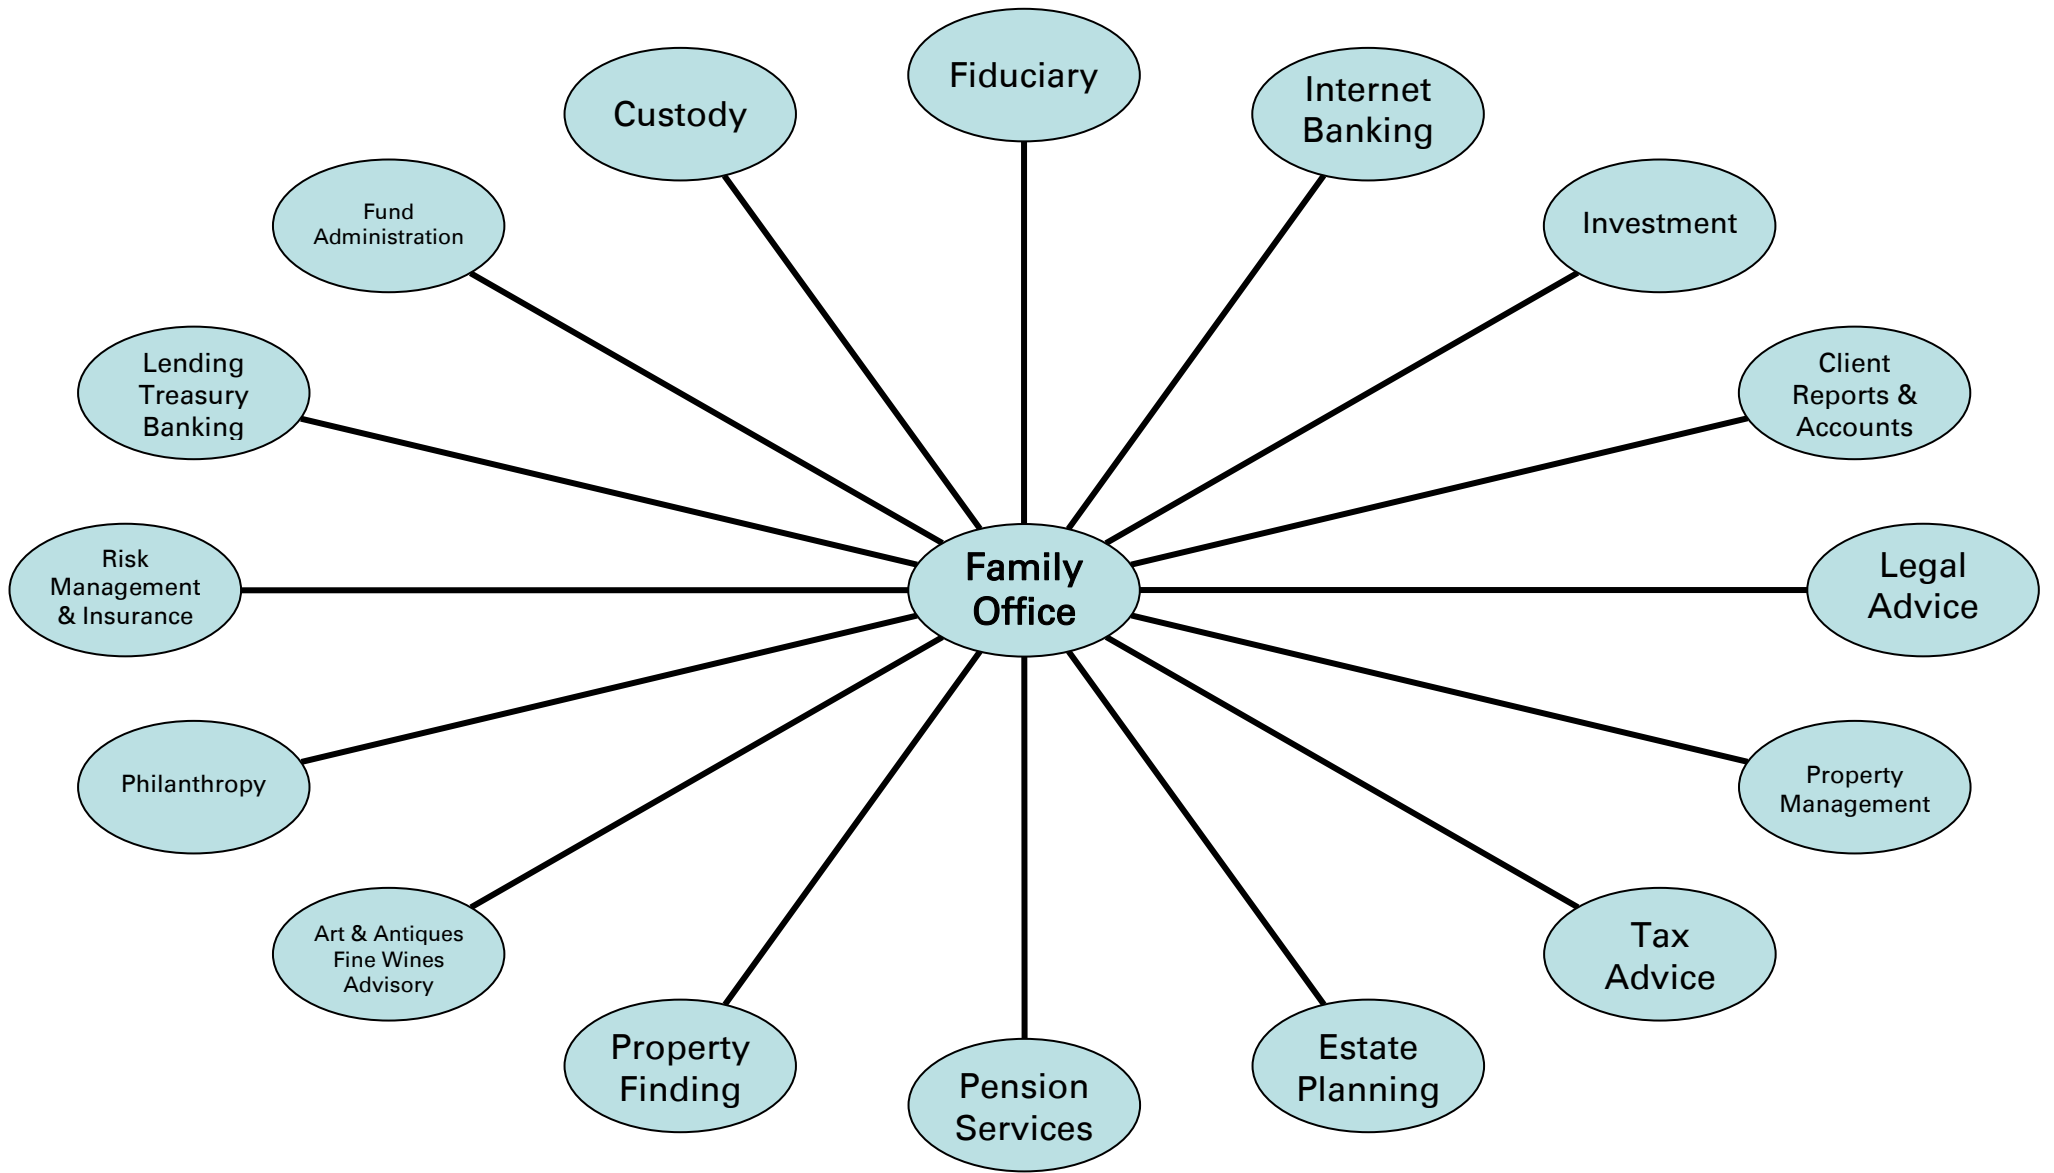 Fiduciary
Internet
Banking
Custody
Investment
Fund
Administration
Client
Reports &
Accounts
Lending
Treasury
Banking
Family
Office
Legal
Advice
Risk
Management
& Insurance
Property
Management
Philanthropy
Tax
Advice
Art & Antiques
Fine Wines
Advisory
Estate
Planning
Property
Finding
Pension
Services